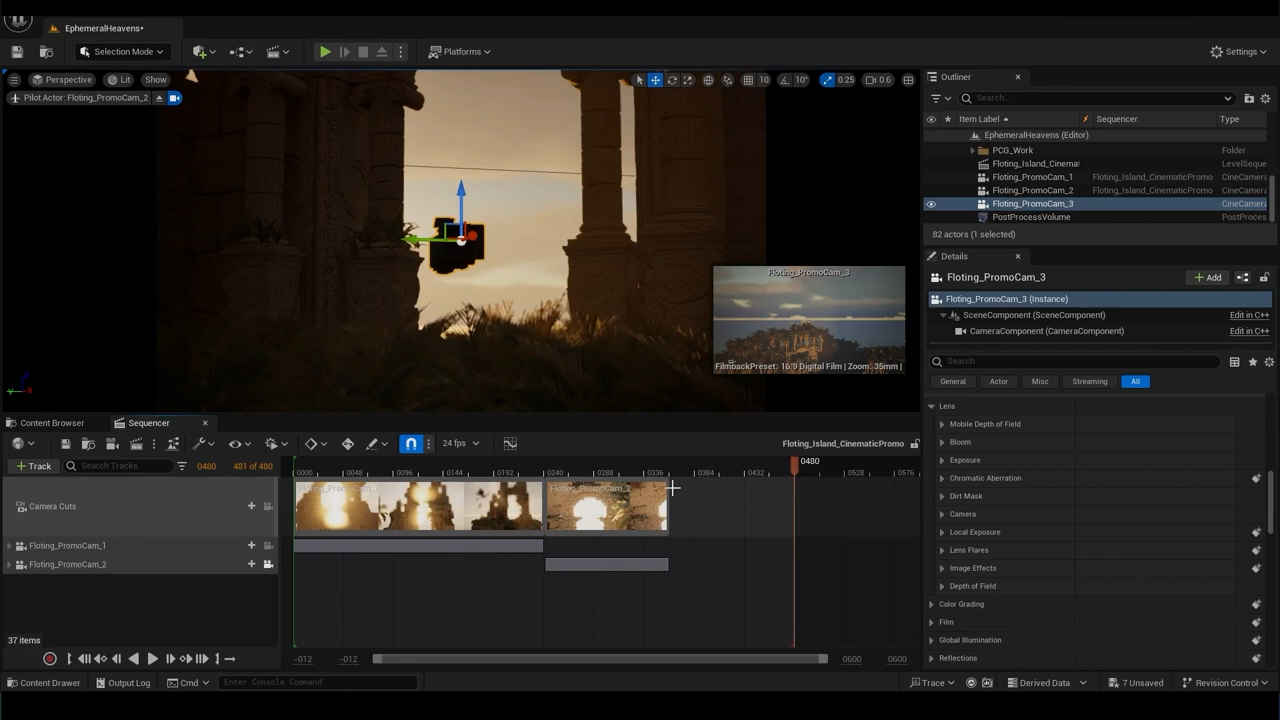 EphemeralHeavens*
Selection Mode
Platforms
Settings
Perspective
Lit
Show
10
10°
0.25
0.6
Pilot Actor: Floting_PromoCam_2
Floting_PromoCam_3
FilmbackPreset: 16:9 Digital Film | Zoom: 35mm |
Outliner
Search...
Item Label
Sequencer
Type
EphemeralHeavens (Editor)
PCG_Work
Folder
Floting_Island_Cinemat
LevelSeque
Floting_PromoCam_1
Floting_Island_CinematicPromo
CineCamera
Floting_PromoCam_2
Floting_Island_CinematicPromo
CineCamera
Floting_PromoCam_3
CineCamera
PostProcessVolume
PostProces
82 actors (1 selected)
Details
Floting_PromoCam_3
Add
Floting_PromoCam_3 (Instance)
SceneComponent (SceneComponent)
Edit in C++
CameraComponent (CameraComponent)
Edit in C++
Search
General
Actor
Misc
Streaming
All
Lens
Mobile Depth of Field
Bloom
Exposure
Chromatic Aberration
Dirt Mask
Camera
Local Exposure
Lens Flares
Image Effects
Depth of Field
Color Grading
Film
Global Illumination
Reflections
Content Browser
Sequencer
24 fps
Floting_Island_CinematicPromo
+ Track
Search Tracks
0480
481 of 480
0000
0048
0096
0144
0192
0240
0288
0336
0384
0432
0480
0528
0576
Camera Cuts
Floting_PromoCam_
Floting_PromoCam_2
Floting_PromoCam_1
Floting_PromoCam_2
37 items
-012
-012
0600
0600
Content Drawer
Output Log
Cmd
Enter Console Command
Trace
Derived Data
7 Unsaved
Revision Control